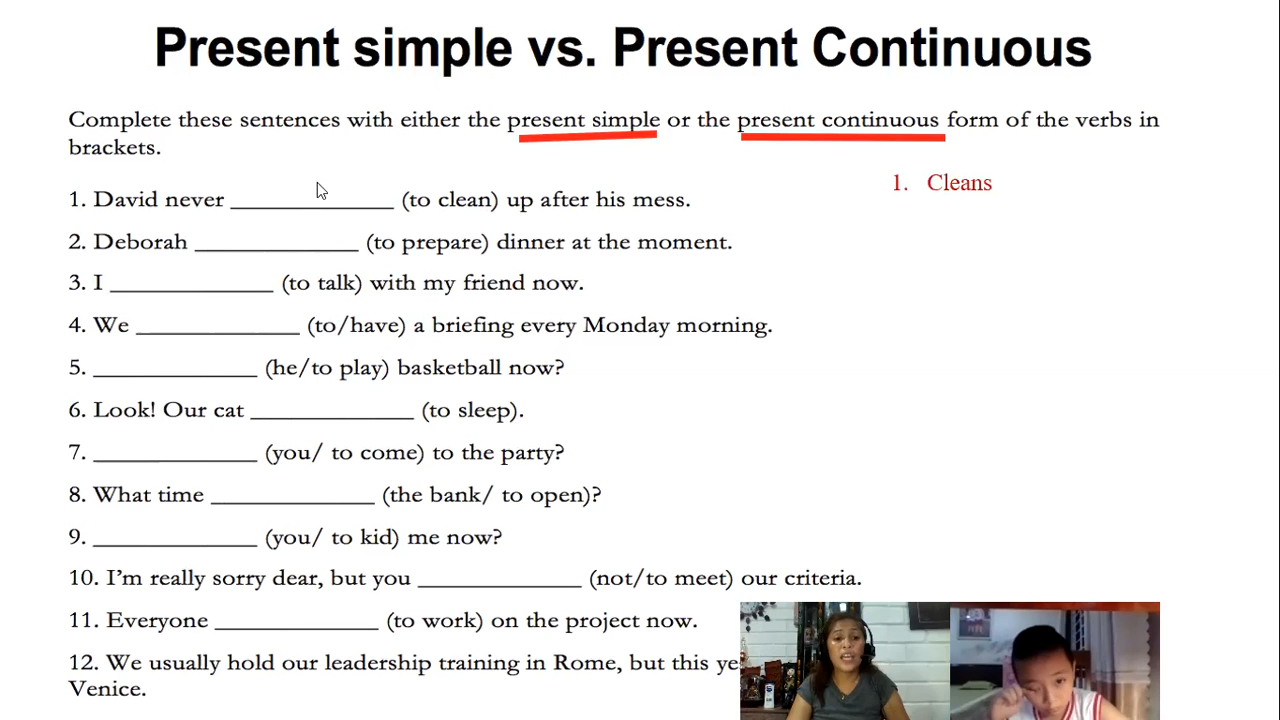 Present simple vs. Present Continuous
Complete these sentences with either the present simple or the present continuous form of the verbs in
brackets.
1. Cleans
1. David never ______________ (to clean) up after his mess.
2. Deborah ______________ (to prepare) dinner at the moment.
3. I ______________ (to talk) with my friend now.
4. We ______________ (to/have) a briefing every Monday morning.
5. ______________ (he/to play) basketball now?
6. Look! Our cat ______________ (to sleep).
7. ______________ (you/ to come) to the party?
8. What time ______________ (the bank/ to open)?
9. ______________ (you/ to kid) me now?
10. I'm really sorry dear, but you ______________ (not/to meet) our criteria.
11. Everyone ______________ (to work) on the project now.
12. We usually hold our leadership training in Rome, but this
Venice.